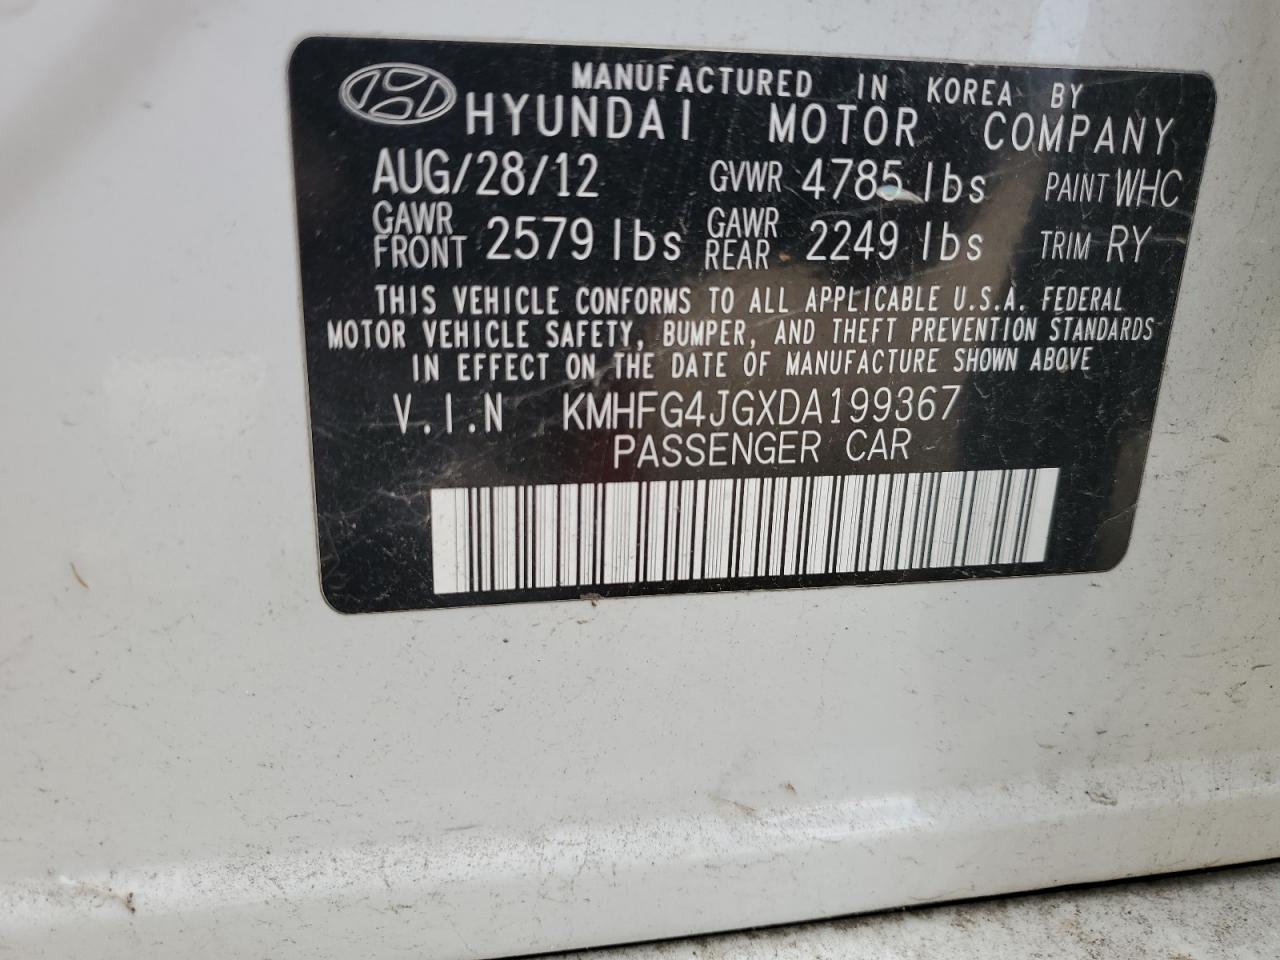 MANUFACTURED IN KOREA BY
HYUNDAI MOTOR COMPANY
AUG/28/12 GVWR 4785 lbs PAINT WHC
GAWR FRONT 2579 lbs GAWR REAR 2249 lbs TRIM RY
THIS VEHICLE CONFORMS TO ALL APPLICABLE U.S.A. FEDERAL
MOTOR VEHICLE SAFETY, BUMPER, AND THEFT PREVENTION STANDARDS
IN EFFECT ON THE DATE OF MANUFACTURE SHOWN ABOVE
V.I.N KMHFG4JGXDA199367
PASSENGER CAR